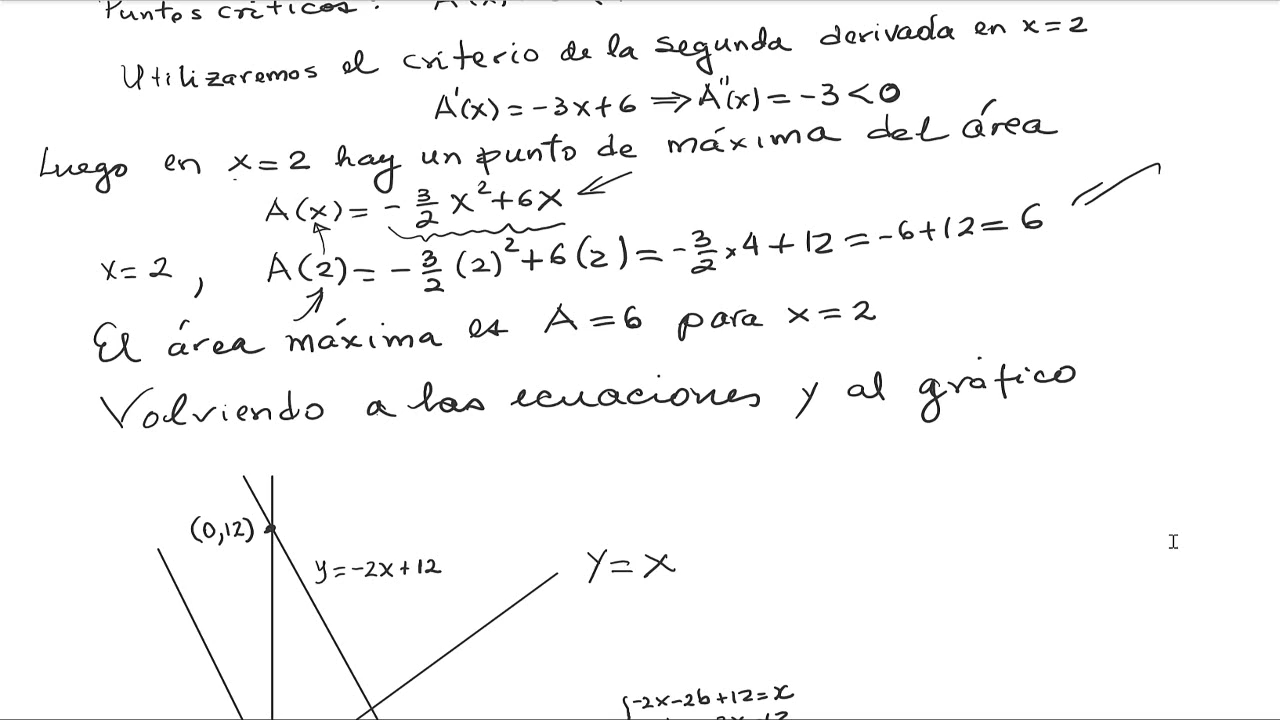 Puntos críticos: A'(x)
Utilizaremos el criterio de la segunda derivada en x=2
A'(x)=-3x+6 ⟹ A''(x)=-3<0
Luego en x=2 hay un punto de máxima del área
A(x)=-3/2 x²+6x
x=2, A(2)=-3/2 (2)²+6(2)=-3/2 ×4+12=-6+12=6
El área máxima es A=6 para x=2
Volviendo a las ecuaciones y al gráfico
(0,12)
y=-2x+12
y=x
{-2x-2b+12=x